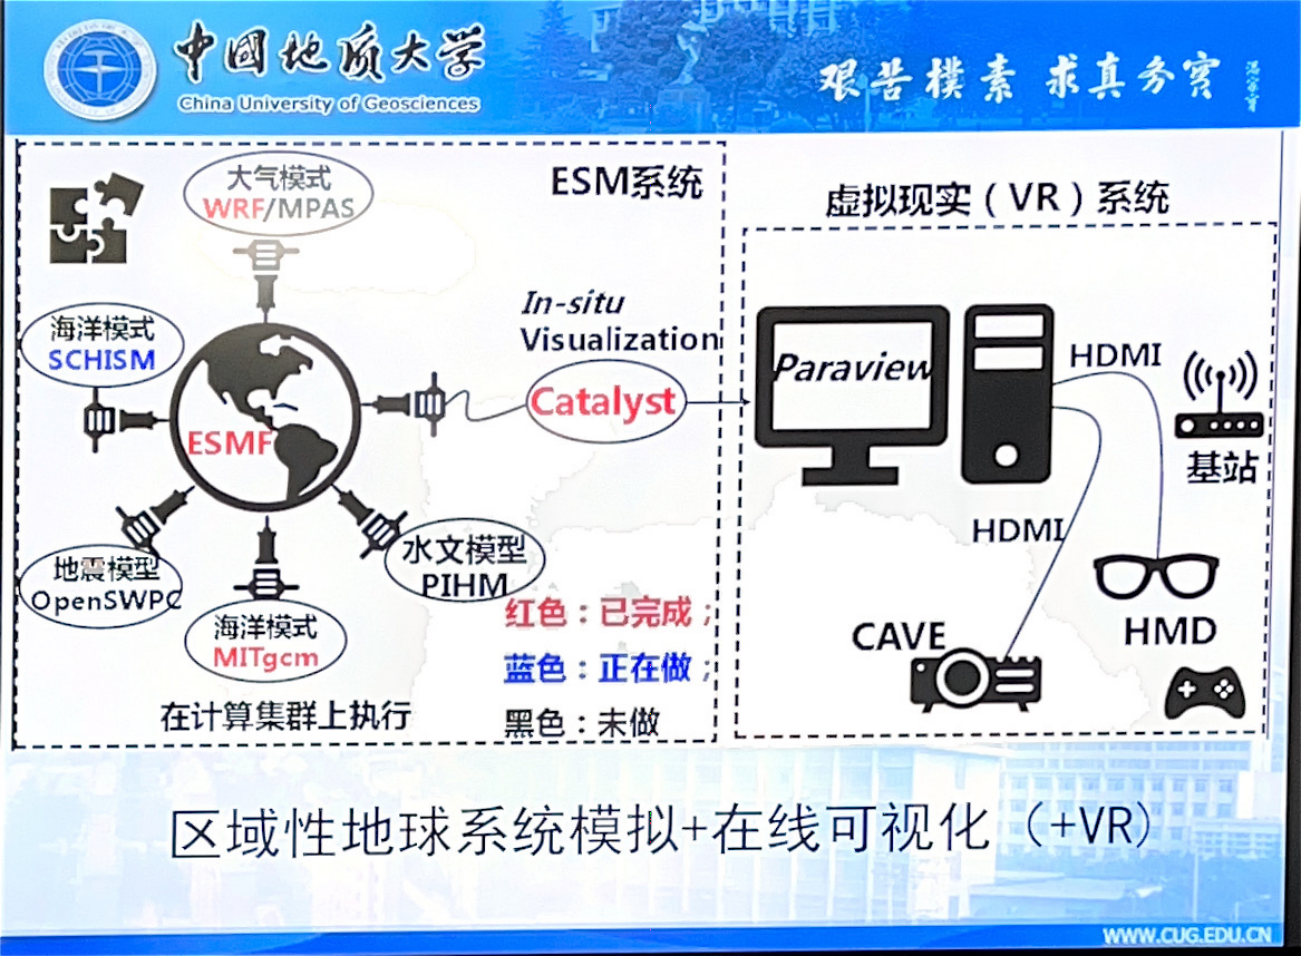 中國地质大学
China University of Geosciences
艰苦樸素 求真务实
温家宝
大气模式
WRF/MPAS
ESM系统
虚拟现实（VR）系统
海洋模式
SCHISM
In-situ
Visualization
Catalyst
ESMF
Paraview
HDMI
基站
HDMI
地震模型
OpenSWPC
水文模型
PIHM
海洋模式
MITgcm
红色：已完成；
蓝色：正在做；
黑色：未做
CAVE
HMD
在计算集群上执行
区域性地球系统模拟+在线可视化（+VR）
WWW.CUG.EDU.CN